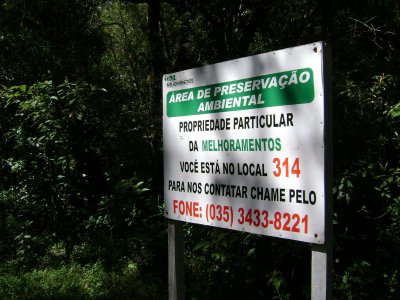 MELHORAMENTOS
ÁREA DE PRESERVAÇÃO
AMBIENTAL
PROPRIEDADE PARTICULAR
DA MELHORAMENTOS
VOCÊ ESTÁ NO LOCAL 314
PARA NOS CONTATAR CHAME PELO
FONE: (035) 3433-8221